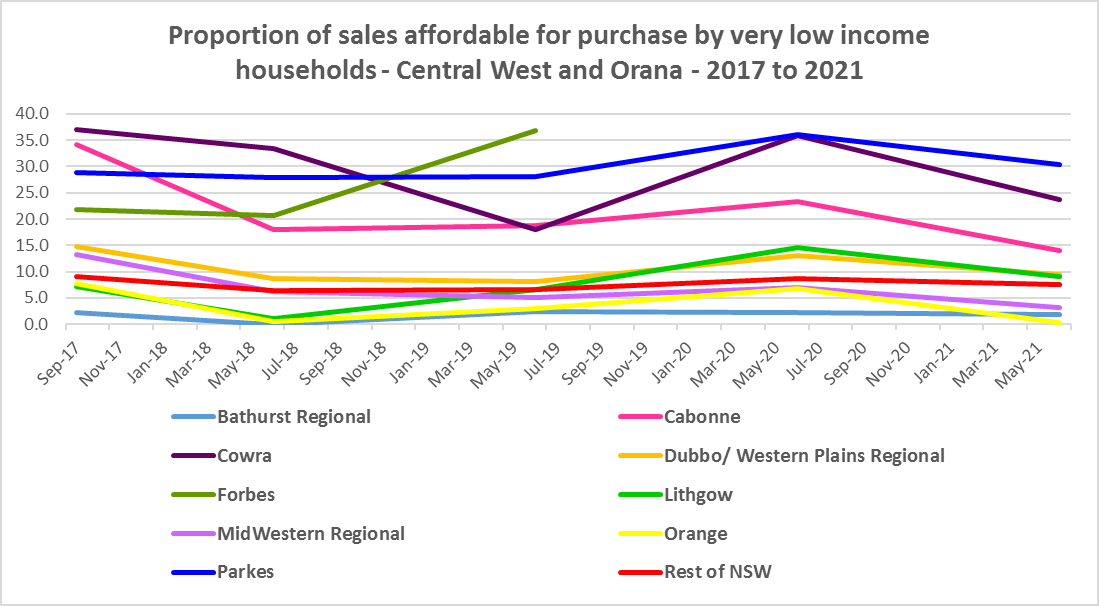 Proportion of sales affordable for purchase by very low income
households - Central West and Orana - 2017 to 2021
40.0
35.0
30.0
25.0
20.0
15.0
10.0
5.0
0.0
Sep-17 Nov-17 Jan-18 Mar-18 May-18 Jul-18 Sep-18 Nov-18 Jan-19 Mar-19 May-19 Jul-19 Sep-19 Nov-19 Jan-20 Mar-20 May-20 Jul-20 Sep-20 Nov-20 Jan-21 Mar-21 May-21
Bathurst Regional Cabonne
Cowra Dubbo/ Western Plains Regional
Forbes Lithgow
MidWestern Regional Orange
Parkes Rest of NSW